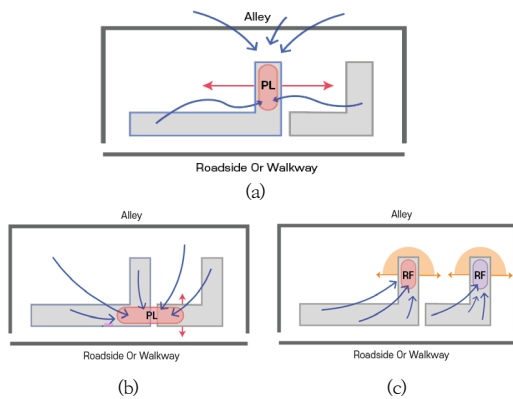 Alley
PL
Roadside Or Walkway
(a)
Alley
PL
Roadside Or Walkway
(b)
Alley
RF
RF
Roadside Or Walkway
(c)